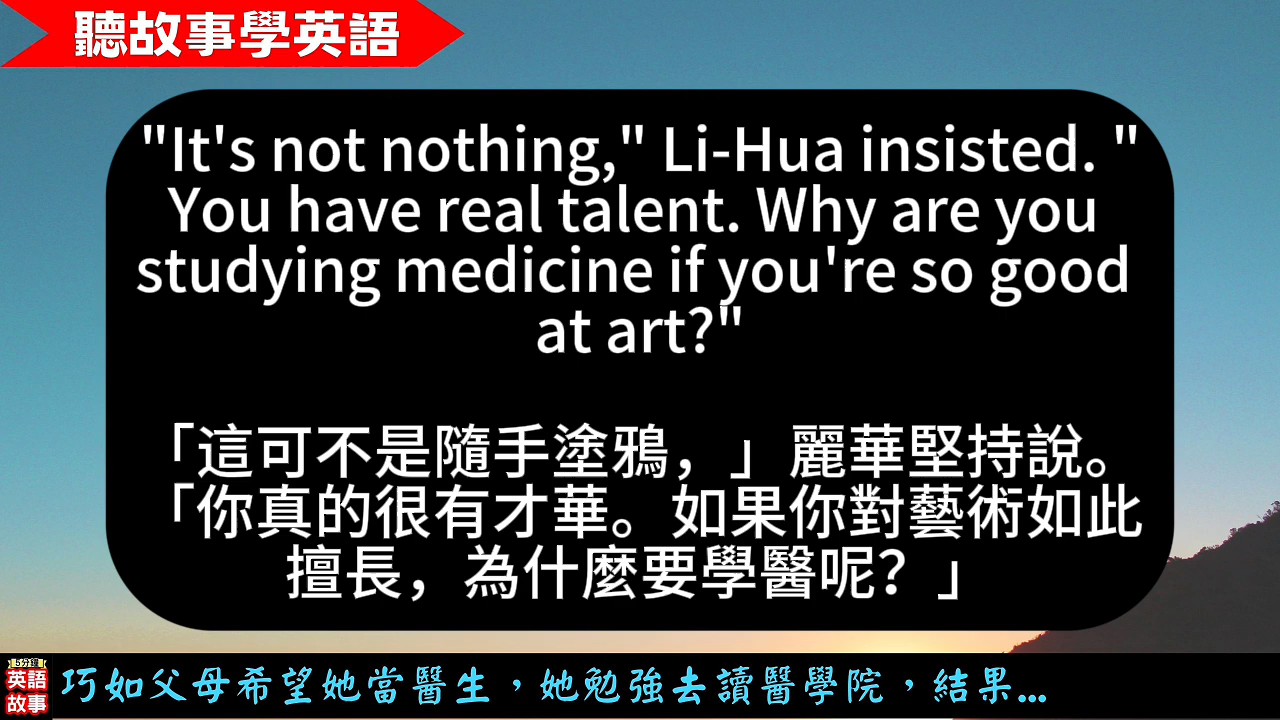 聽故事學英語
"It's not nothing," Li-Hua insisted. "
You have real talent. Why are you
studying medicine if you're so good
at art?"
「這可不是隨手塗鴉，」麗華堅持說。
「你真的很有才華。如果你對藝術如此
擅長，為什麼要學醫呢？」
5分鐘
英語
故事
巧如父母希望她當醫生，她勉強去讀醫學院，結果...